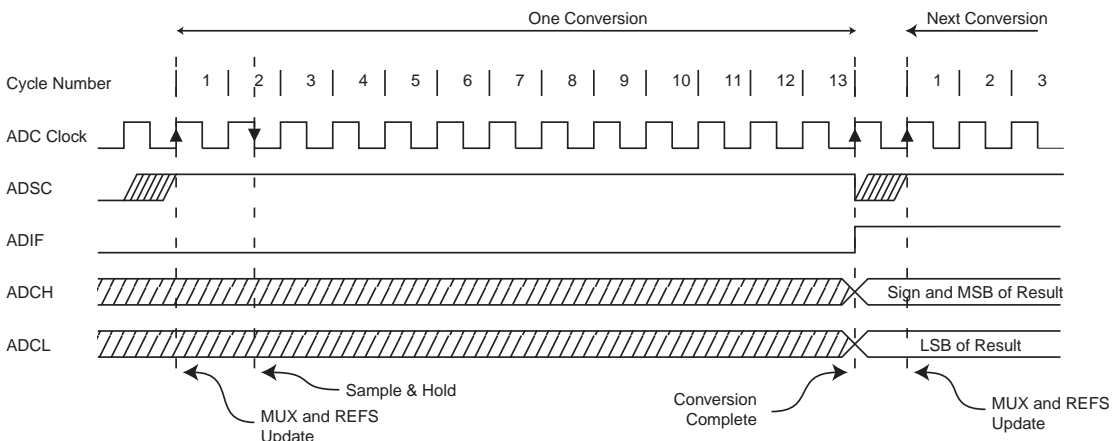 One Conversion
Next Conversion
Cycle Number 1 2 3 4 5 6 7 8 9 10 11 12 13 1 2 3
ADC Clock
ADSC
ADIF
ADCH Sign and MSB of Result
ADCL LSB of Result
Sample & Hold
MUX and REFS
Update
Conversion
Complete
MUX and REFS
Update